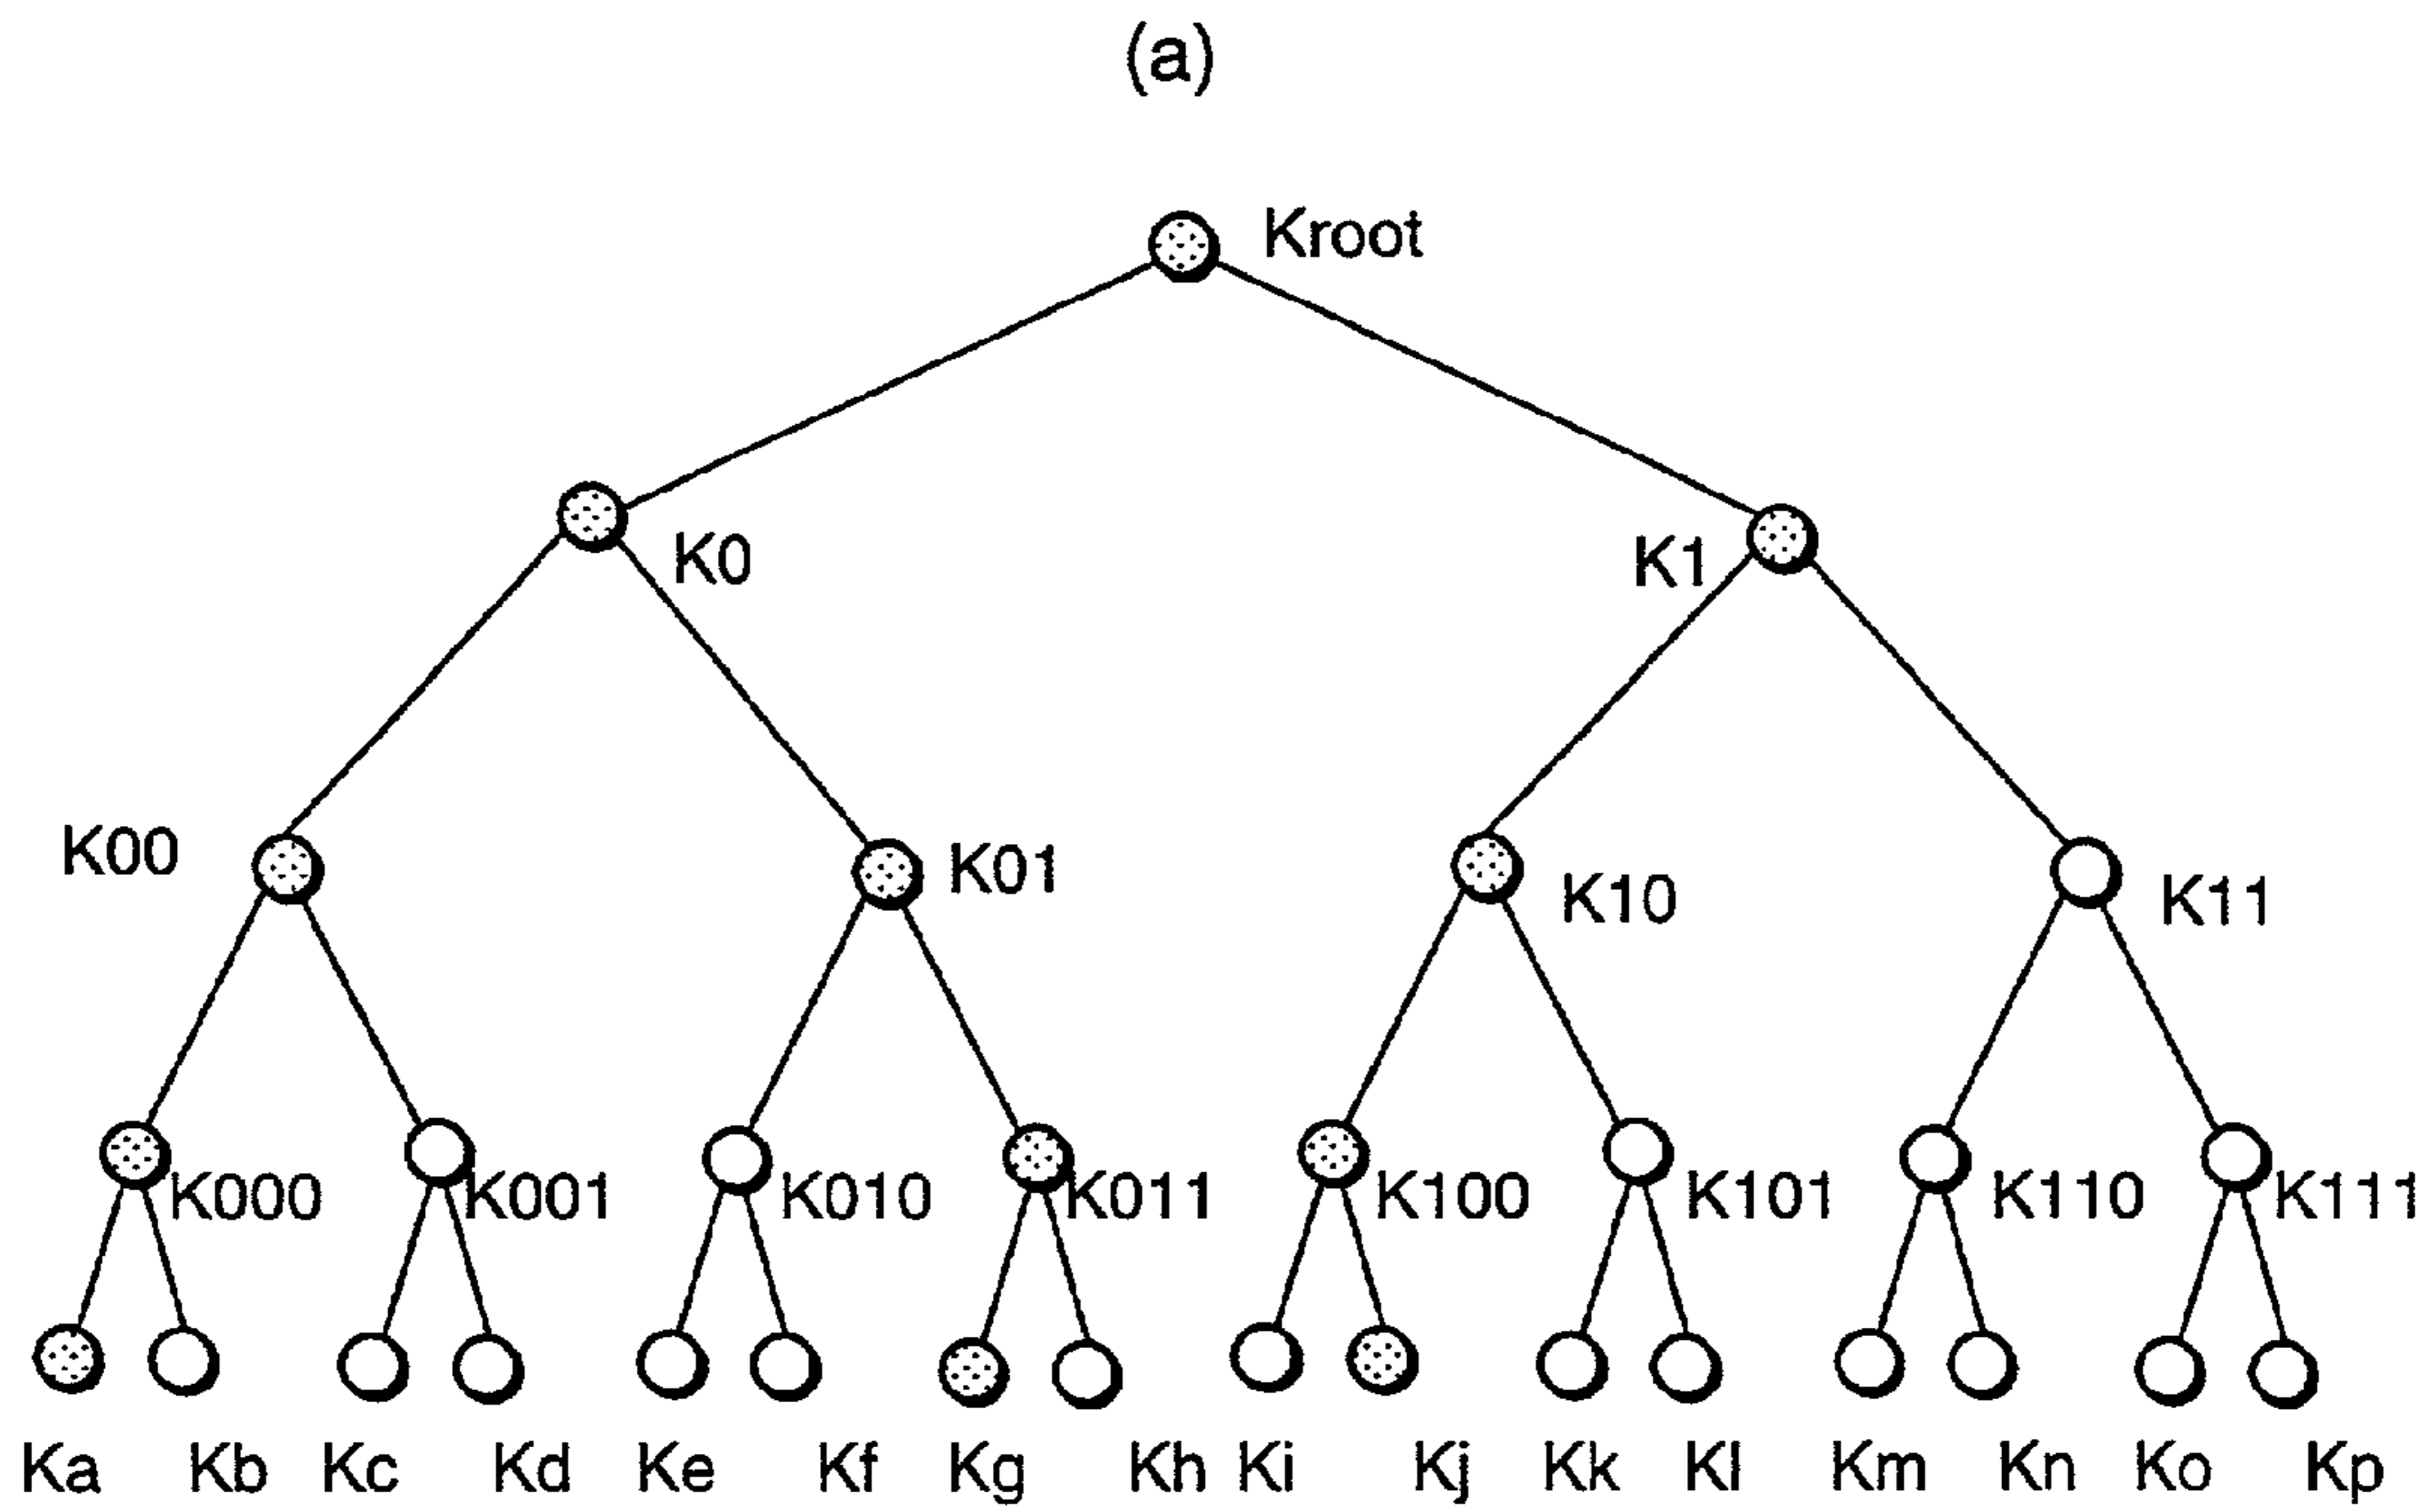 (a)
Kroot
K0
K1
K00
K01
K10
K11
K000 K001 K010 K011 K100 K101 K110 K111
Ka Kb Kc Kd Ke Kf Kg Kh Ki Kj Kk Kl Km Kn Ko Kp